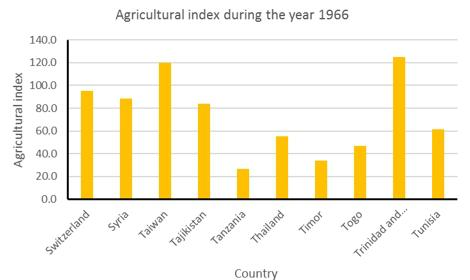 Agricultural index during the year 1966
140.0
120.0
100.0
80.0
60.0
40.0
20.0
0.0
Agricultural index
Switzerland
Syria
Taiwan
Tajikistan
Tanzania
Thailand
Timor
Togo
Trinidad and...
Tunisia
Country